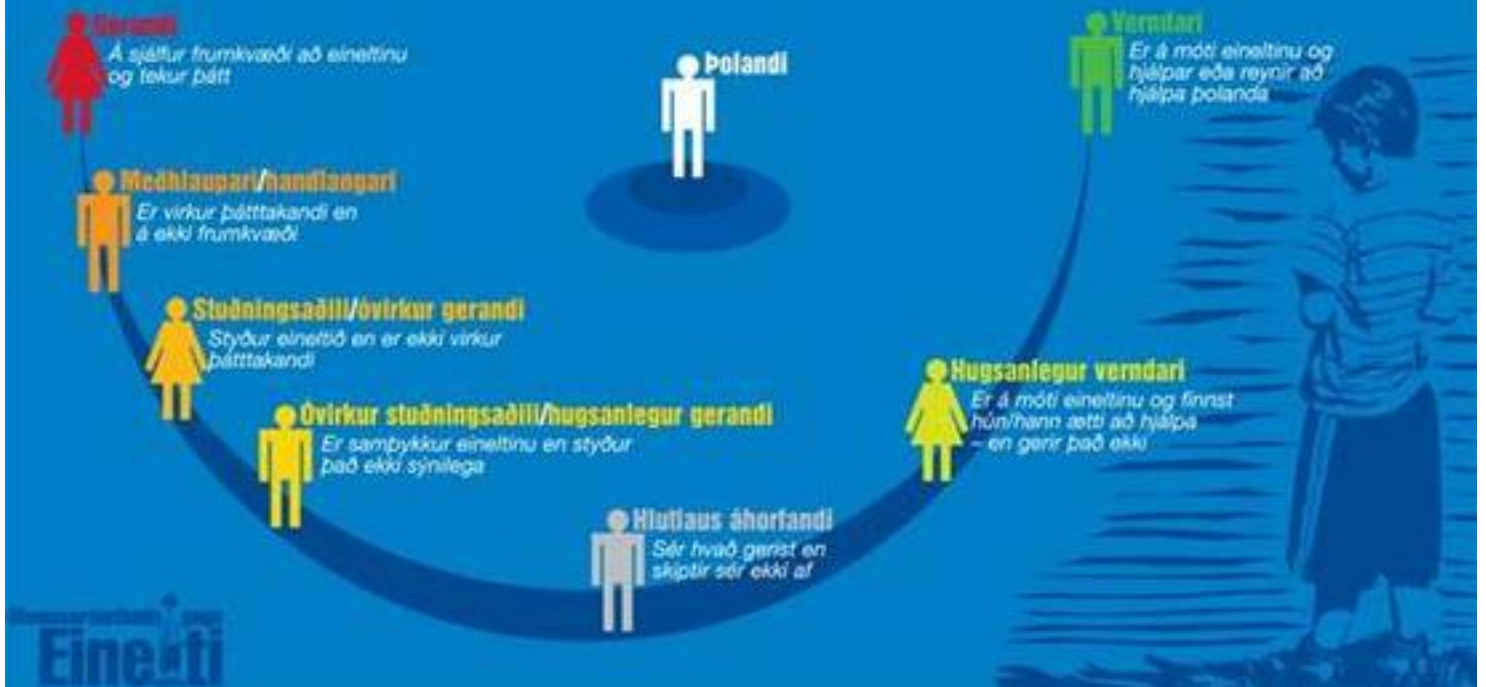 Gerandi
Á sjálfur frumkvæði að eineltinu
og tekur þátt
Meðhlaupari/handlangari
Er virkur þátttakandi en
á ekki frumkvæði
Stuðningsaðili/óvirkur gerandi
Styður eineltið en er ekki virkur
þátttakandi
Óvirkur stuðningsaðili/hugsanlegur gerandi
Er samþykkur eineltinu en styður
það ekki sýnilega
Hlutlaus áhorfandi
Sér hvað gerist en
skiptir sér ekki af
Hugsanlegur verndari
Er á móti eineltinu og finnst
hún/hann ætti að hjálpa
– en gerir það ekki
Verndari
Er á móti eineltinu og
hjálpar eða reynir að
hjálpa þolanda
Þolandi
Einelti